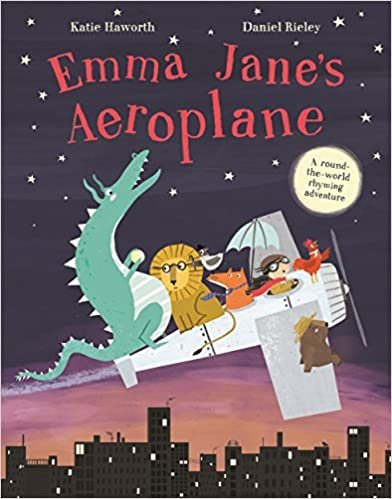 Katie Haworth Daniel Rieley
Emma Jane's
Aeroplane
A round-
the-world
rhyming
adventure